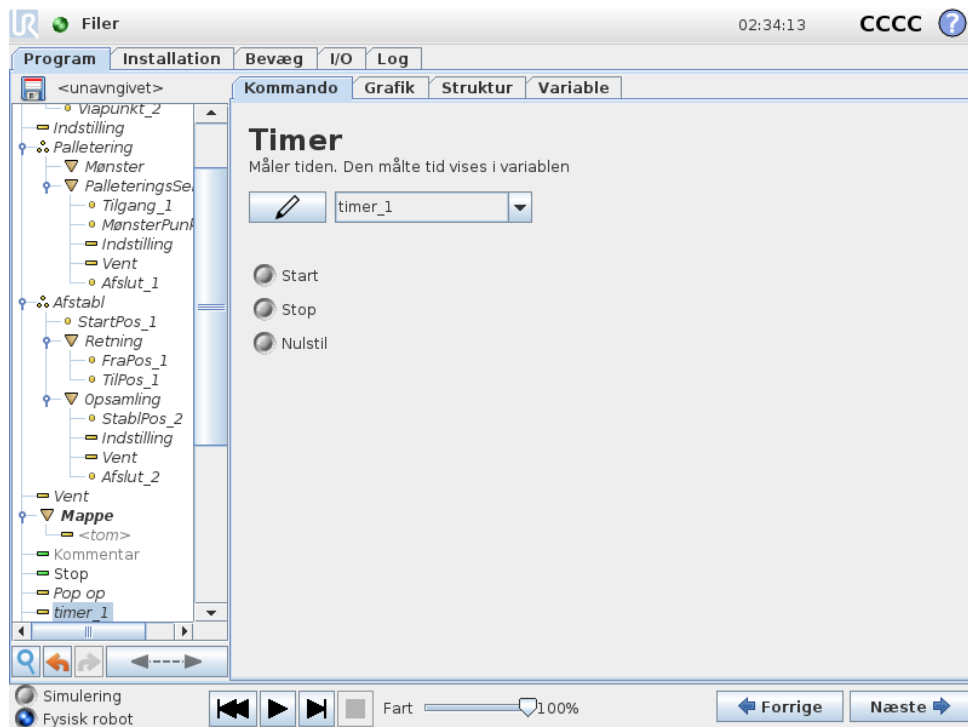 UR Filer 02:34:13 CCCC ?
Program Installation Bevæg I/O Log
<unavngivet>
Kommando Grafik Struktur Variable
Viapunkt_2
Indstilling
Palletering
Mønster
PalleteringsSe
Tilgang_1
MønsterPunk
Indstilling
Vent
Afslut_1
Afstabl
StartPos_1
Retning
FraPos_1
TilPos_1
Opsamling
StablPos_2
Indstilling
Vent
Afslut_2
Vent
Mappe
<tom>
Kommentar
Stop
Pop op
timer_1
Timer
Måler tiden. Den målte tid vises i variablen
timer_1
Start
Stop
Nulstil
Simulering
Fysisk robot
Fart 100%
Forrige Næste